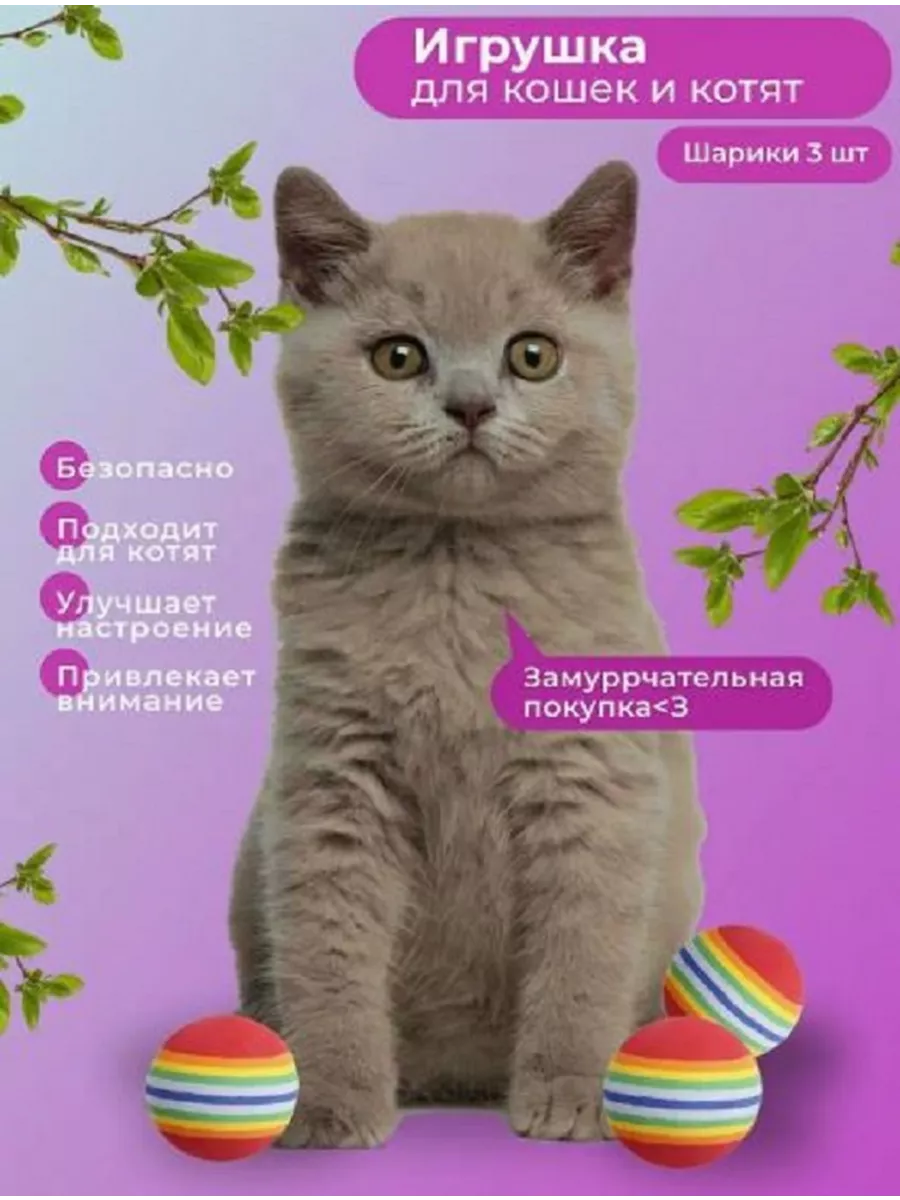 Игрушка
для кошек и котят
Шарики 3 шт
Безопасно
Подходит
для котят
Улучшает
настроение
Привлекает
внимание
Замуррчательная
покупка<3